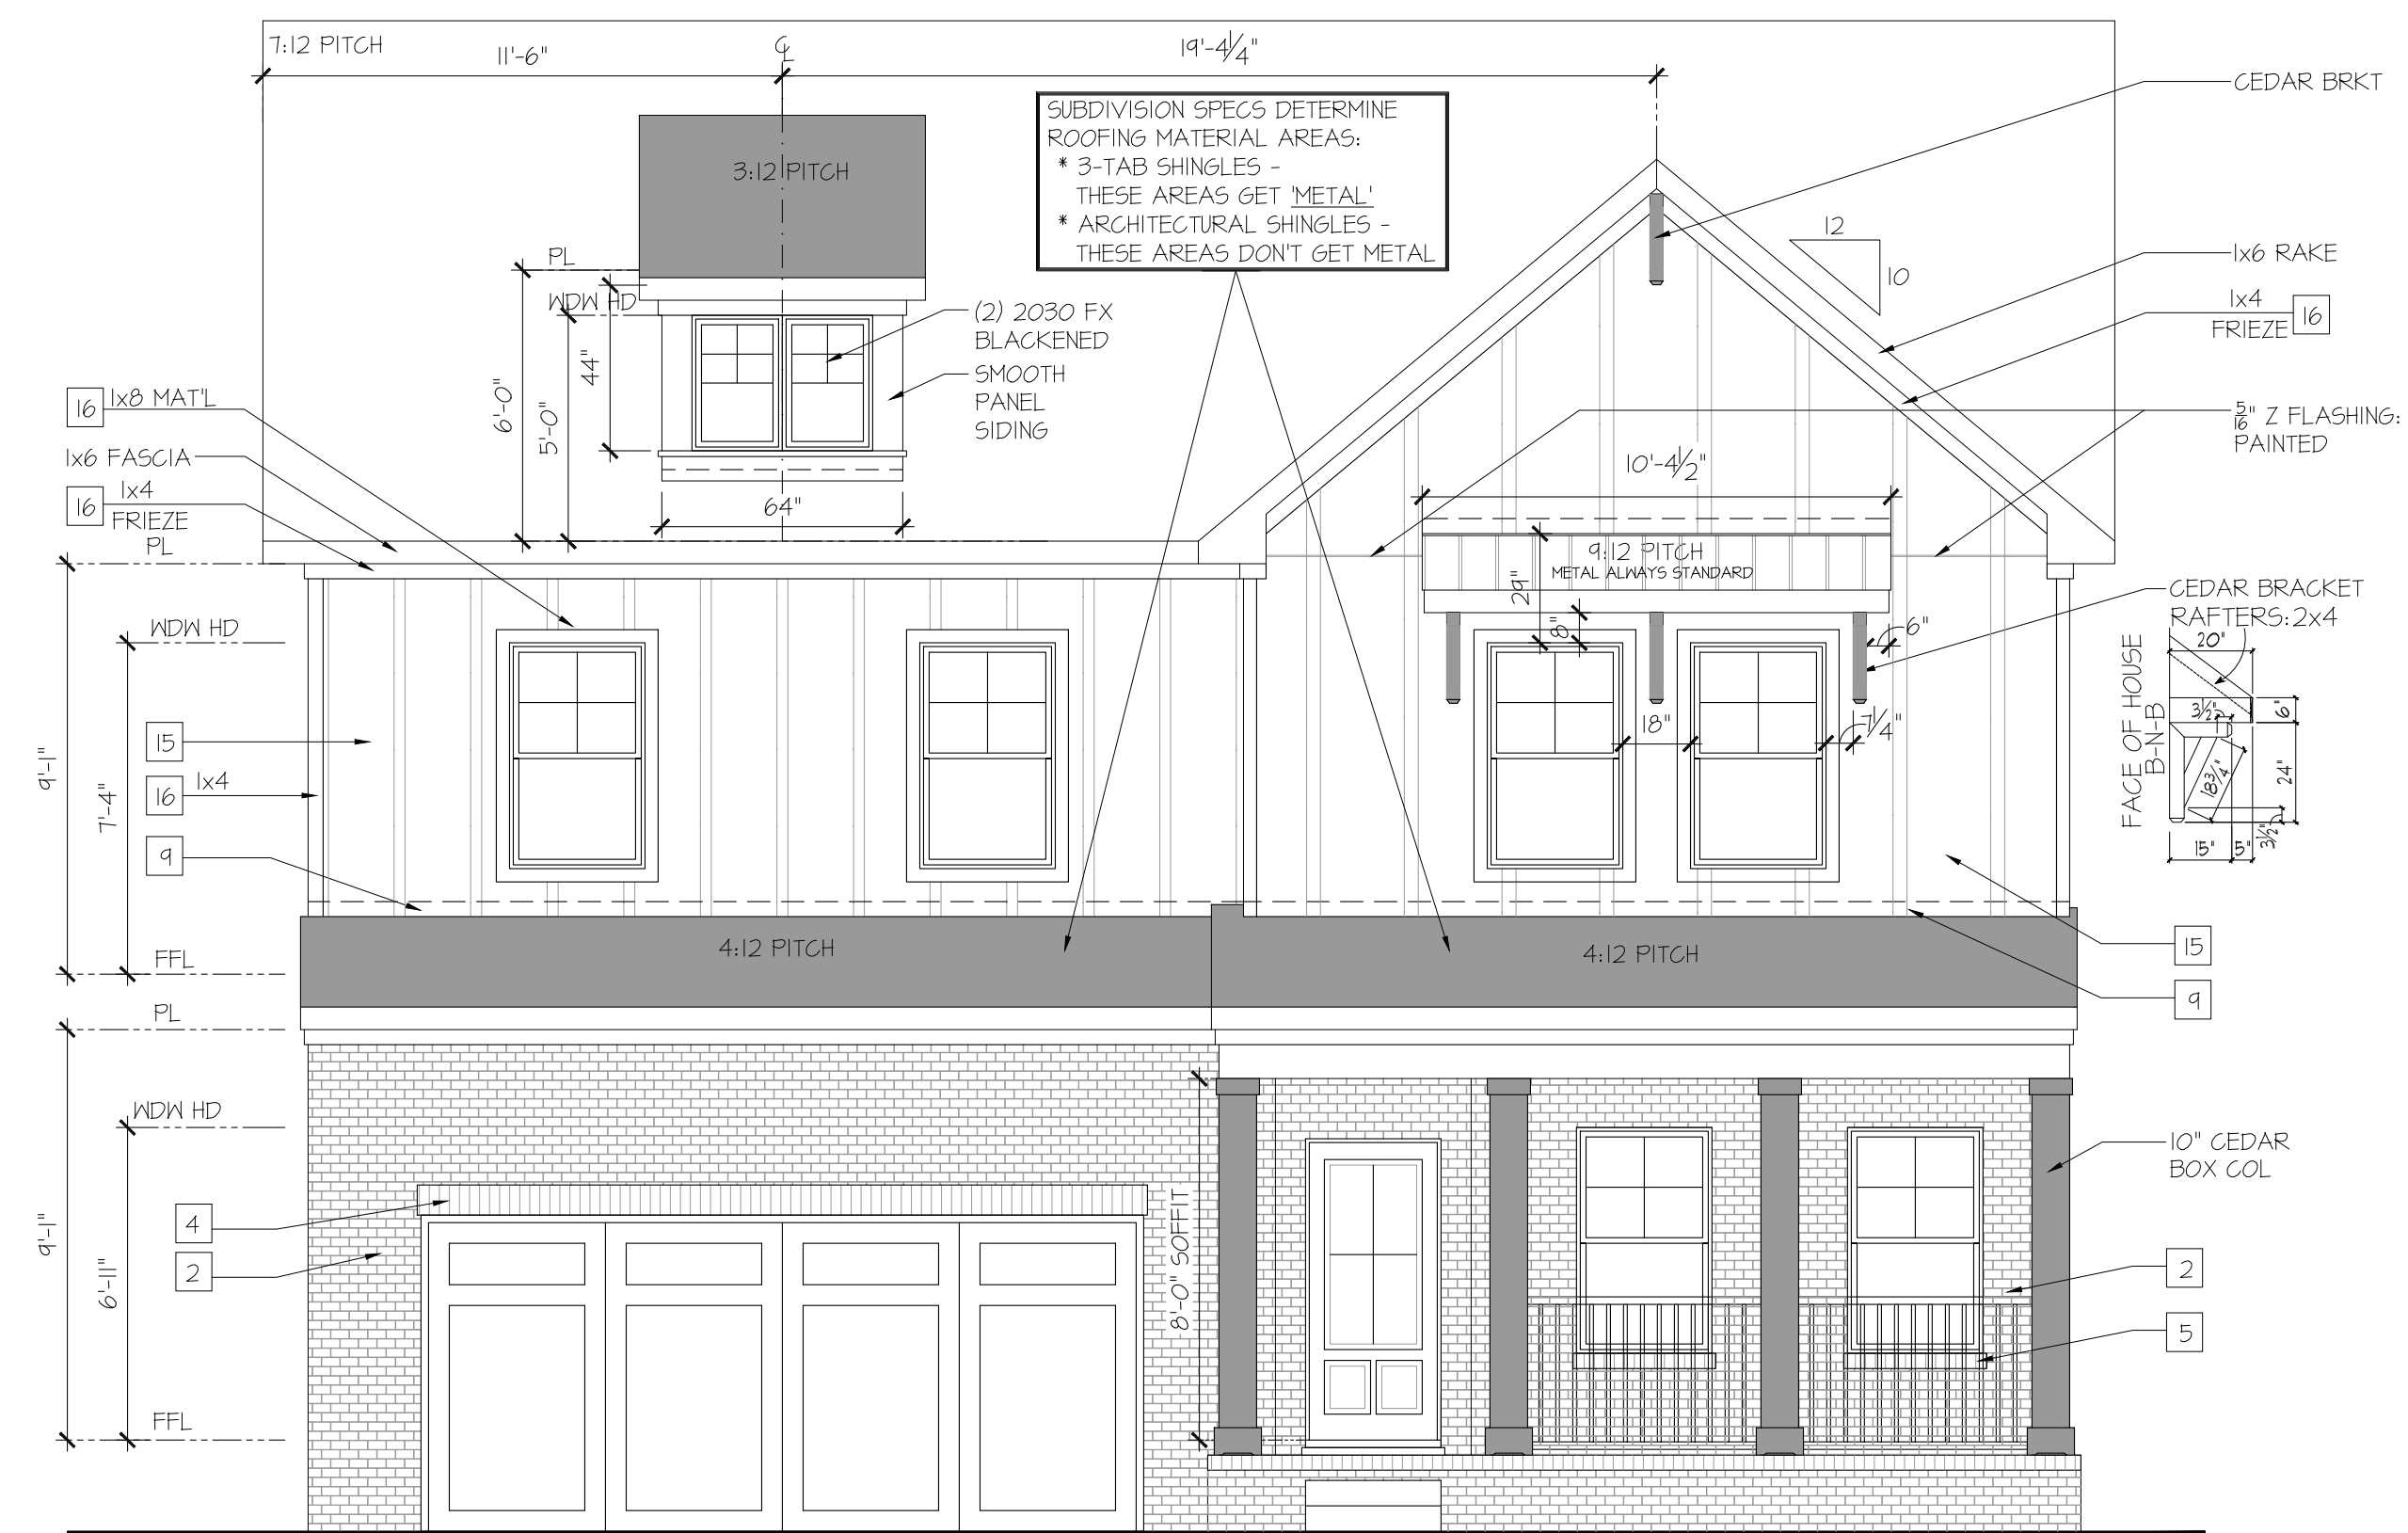 7:12 PITCH
11'-6"
CL
19'-4 1/4"
CEDAR BRKT
SUBDIVISION SPECS DETERMINE
ROOFING MATERIAL AREAS:
* 3-TAB SHINGLES -
THESE AREAS GET 'METAL'
* ARCHITECTURAL SHINGLES -
THESE AREAS DON'T GET METAL
3:12 PITCH
12
10
1x6 RAKE
1x4
FRIEZE 16
PL
WDW HD
(2) 2030 FX
BLACKENED
SMOOTH
PANEL
SIDING
44"
6'-0"
5'-0"
64"
16 1x8 MAT'L
1x6 FASCIA
16 1x4
FRIEZE
5/16" Z FLASHING:
PAINTED
10'-4 1/2"
9:12 PITCH
METAL ALWAYS STANDARD
29"
8"
6"
18"
7 1/4"
CEDAR BRACKET
RAFTERS: 2x4
FACE OF HOUSE
B-N-B
20"
3 1/2"
6"
18 3/4"
24"
3 1/2"
15"
5"
PL
WDW HD
9'-1"
7'-4"
15
16 1x4
9
FFL
4:12 PITCH
4:12 PITCH
15
9
PL
WDW HD
9'-1"
6'-11"
4
2
FFL
8'-0" SOFFIT
10" CEDAR
BOX COL
2
5